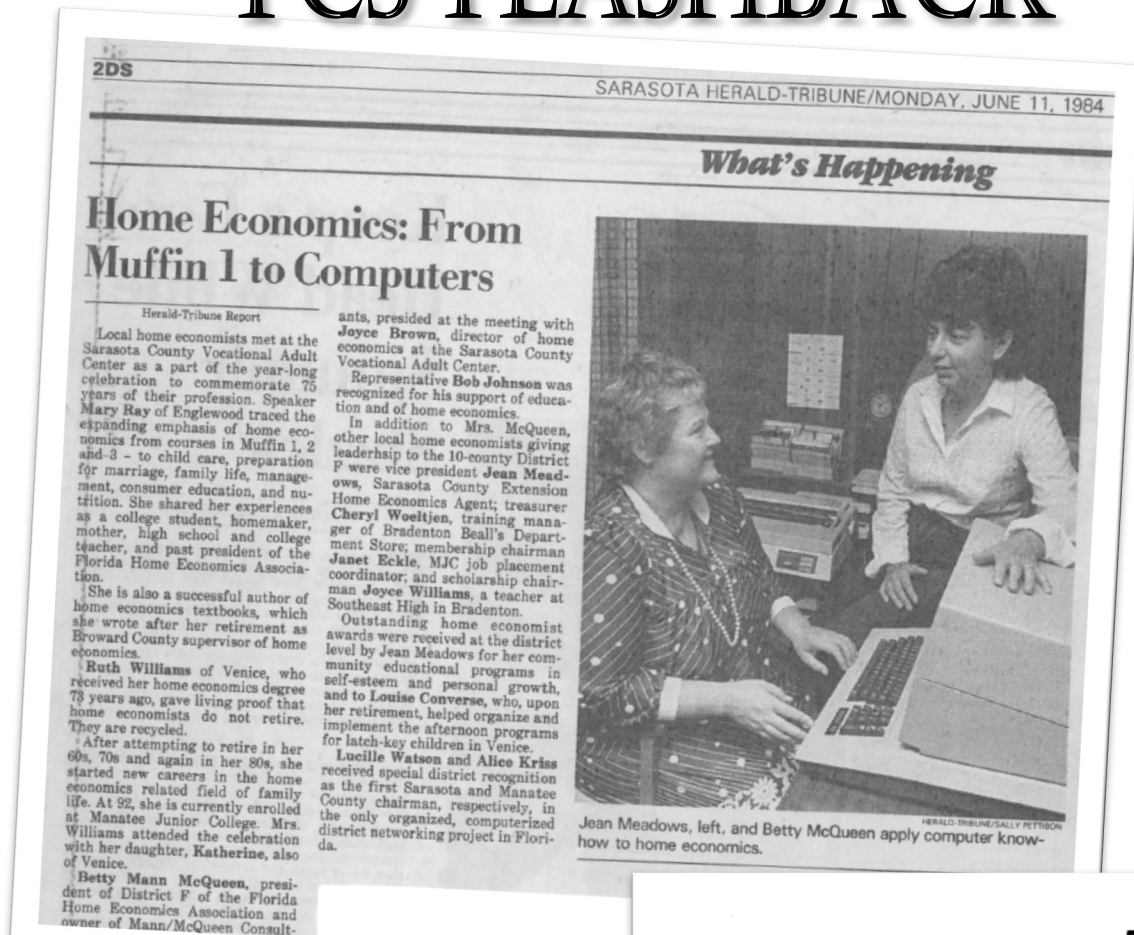 FCS FLASHBACK
2DS
SARASOTA HERALD-TRIBUNE/MONDAY, JUNE 11, 1984
What's Happening
Home Economics: From
Muffin 1 to Computers
Herald-Tribune Report
Local home economists met at the
Sarasota County Vocational Adult
Center as a part of the year-long
celebration to commemorate 75
years of their profession. Speaker
Mary Ray of Englewood traced the
expanding emphasis of home eco-
nomics from courses in Muffin 1, 2
and 3 - to child care, preparation
for marriage, family life, manage-
ment, consumer education, and nu-
trition. She shared her experiences
as a college student, homemaker,
mother, high school and college
teacher, and past president of the
Florida Home Economics Associa-
tion.
She is also a successful author of
home economics textbooks, which
she wrote after her retirement as
Broward County supervisor of home
economics.
Ruth Williams of Venice, who
received her home economics degree
73 years ago, gave living proof that
home economists do not retire.
They are recycled.
After attempting to retire in her
60s, 70s and again in her 80s, she
started new careers in the home
economics related field of family
life. At 92, she is currently enrolled
at Manatee Junior College. Mrs.
Williams attended the celebration
with her daughter, Katherine, also
of Venice.
Betty Mann McQueen, presi-
dent of District F of the Florida
Home Economics Association and
owner of Mann/McQueen Consult-
ants, presided at the meeting with
Joyce Brown, director of home
economics at the Sarasota County
Vocational Adult Center.
Representative Bob Johnson was
recognized for his support of educa-
tion and of home economics.
In addition to Mrs. McQueen,
other local home economists giving
leaderhsip to the 10-county District
F were vice president Jean Mead-
ows, Sarasota County Extension
Home Economics Agent; treasurer
Cheryl Woeltjen, training mana-
ger of Bradenton Beall's Depart-
ment Store; membership chairman
Janet Eckle, MJC job placement
coordinator; and scholarship chair-
man Joyce Williams, a teacher at
Southeast High in Bradenton.
Outstanding home economist
awards were received at the district
level by Jean Meadows for her com-
munity educational programs in
self-esteem and personal growth,
and to Louise Converse, who, upon
her retirement, helped organize and
implement the afternoon programs
for latch-key children in Venice.
Lucille Watson and Alice Kriss
received special district recognition
as the first Sarasota and Manatee
County chairman, respectively, in
the only organized, computerized
district networking project in Flori-
da.
HERALD-TRIBUNE/SALLY PETTIBON
Jean Meadows, left, and Betty McQueen apply computer know-
how to home economics.